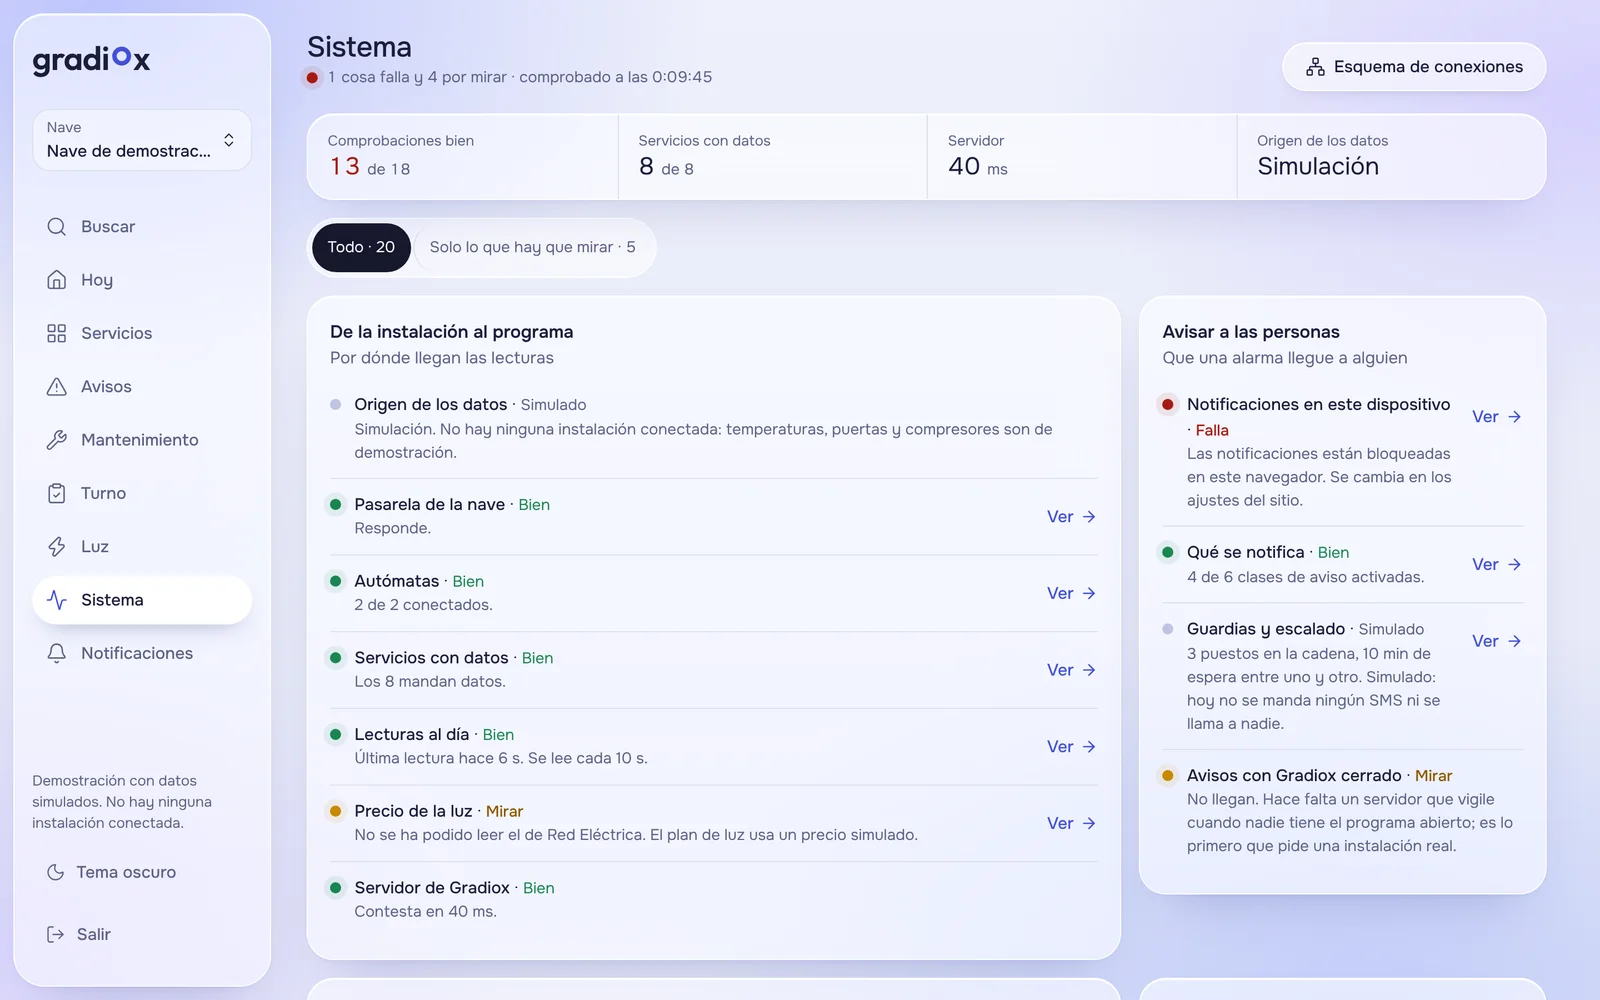 gradiox
Nave
Nave de demostrac...
Buscar
Hoy
Servicios
Avisos
Mantenimiento
Turno
Luz
Sistema
Notificaciones
Demostración con datos
simulados. No hay ninguna
instalación conectada.
Tema oscuro
Salir
Sistema
1 cosa falla y 4 por mirar · comprobado a las 0:09:45
Esquema de conexiones
Comprobaciones bien
13 de 18
Servicios con datos
8 de 8
Servidor
40 ms
Origen de los datos
Simulación
Todo · 20
Solo lo que hay que mirar · 5
De la instalación al programa
Por dónde llegan las lecturas
Origen de los datos · Simulado
Simulación. No hay ninguna instalación conectada: temperaturas, puertas y compresores son de
demostración.
Pasarela de la nave · Bien
Responde.
Ver
Autómatas · Bien
2 de 2 conectados.
Ver
Servicios con datos · Bien
Los 8 mandan datos.
Ver
Lecturas al día · Bien
Última lectura hace 6 s. Se lee cada 10 s.
Ver
Precio de la luz · Mirar
No se ha podido leer el de Red Eléctrica. El plan de luz usa un precio simulado.
Ver
Servidor de Gradiox · Bien
Contesta en 40 ms.
Avisar a las personas
Que una alarma llegue a alguien
Notificaciones en este dispositivo
· Falla
Las notificaciones están bloqueadas
en este navegador. Se cambia en los
ajustes del sitio.
Ver
Qué se notifica · Bien
4 de 6 clases de aviso activadas.
Ver
Guardias y escalado · Simulado
3 puestos en la cadena, 10 min de
espera entre uno y otro. Simulado:
hoy no se manda ningún SMS ni se
llama a nadie.
Ver
Avisos con Gradiox cerrado · Mirar
No llegan. Hace falta un servidor que vigile
cuando nadie tiene el programa abierto; es lo
primero que pide una instalación real.